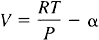 V = RT/P − α